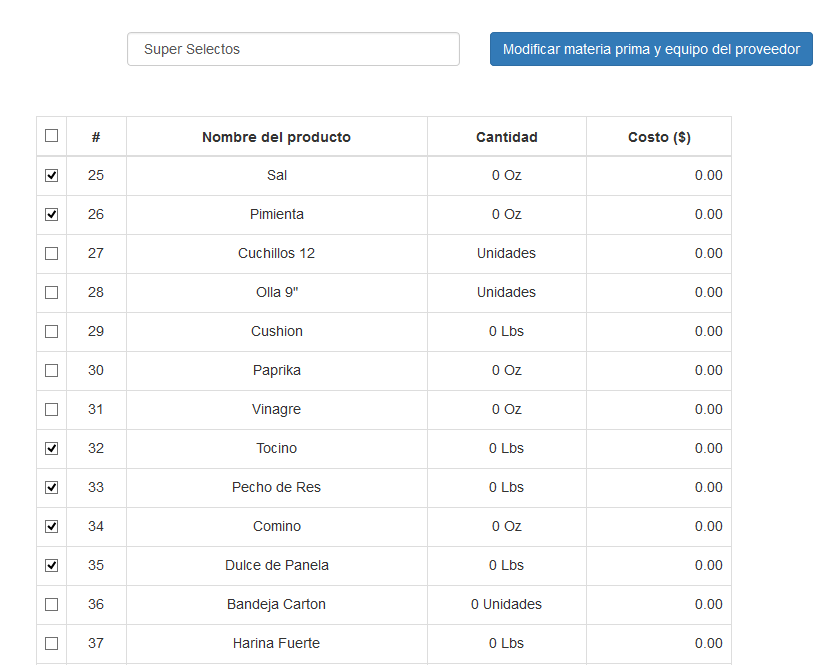 Super Selectos
Modificar materia prima y equipo del proveedor
# Nombre del producto Cantidad Costo ($)
25 Sal 0 Oz 0.00
26 Pimienta 0 Oz 0.00
27 Cuchillos 12 Unidades 0.00
28 Olla 9" Unidades 0.00
29 Cushion 0 Lbs 0.00
30 Paprika 0 Oz 0.00
31 Vinagre 0 Oz 0.00
32 Tocino 0 Lbs 0.00
33 Pecho de Res 0 Lbs 0.00
34 Comino 0 Oz 0.00
35 Dulce de Panela 0 Lbs 0.00
36 Bandeja Carton 0 Unidades 0.00
37 Harina Fuerte 0 Lbs 0.00